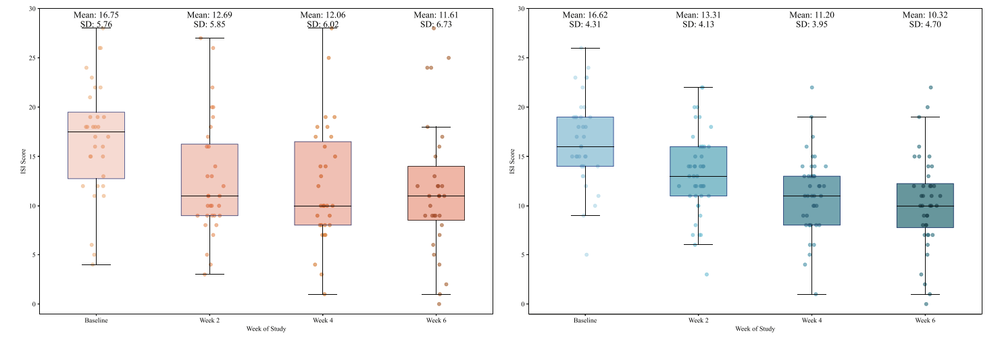 Mean: 16.75
SD: 5.76
Mean: 12.69
SD: 5.85
Mean: 12.06
SD: 6.02
Mean: 11.61
SD: 6.73
30
25
20
15
10
5
0
ISI Score
Baseline
Week 2
Week 4
Week 6
Week of Study
Mean: 16.62
SD: 4.31
Mean: 13.31
SD: 4.13
Mean: 11.20
SD: 3.95
Mean: 10.32
SD: 4.70
30
25
20
15
10
5
0
ISI Score
Baseline
Week 2
Week 4
Week 6
Week of Study